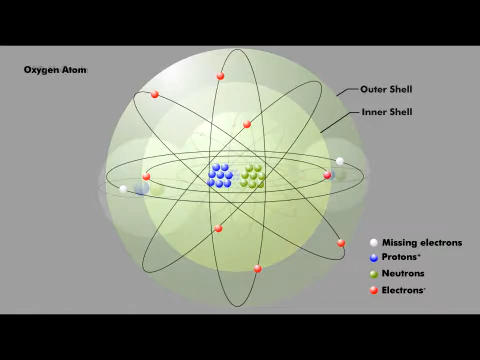 Oxygen Atom
Outer Shell
Inner Shell
Missing electrons
Protons+
Neutrons
Electrons-